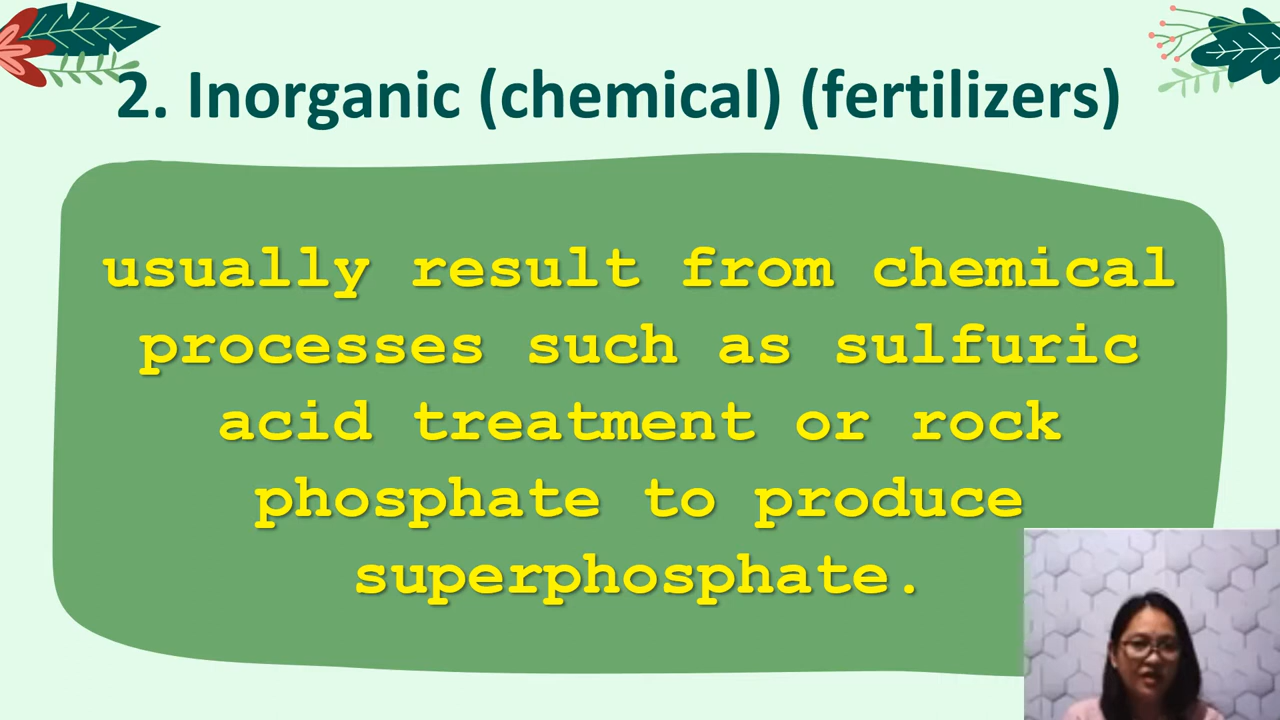 2. Inorganic (chemical) (fertilizers)
usually result from chemical
processes such as sulfuric
acid treatment or rock
phosphate to produce
superphosphate.